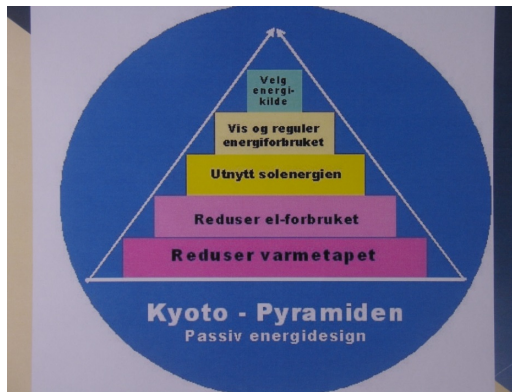 Velg
energi-
kilde
Vis og reguler
energiforbruket
Utnytt solenergien
Reduser el-forbruket
Reduser varmetapet
Kyoto - Pyramiden
Passiv energidesign